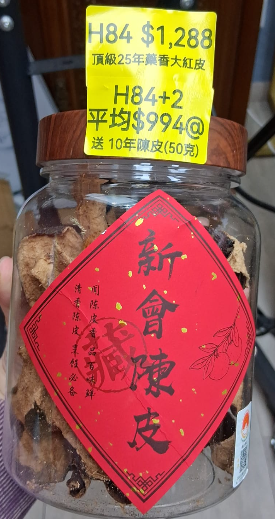 H84 $1,288
頂級25年藥香大紅皮
H84+2
平均$994@
送 10年陳皮(50克)
新會陳皮
藏